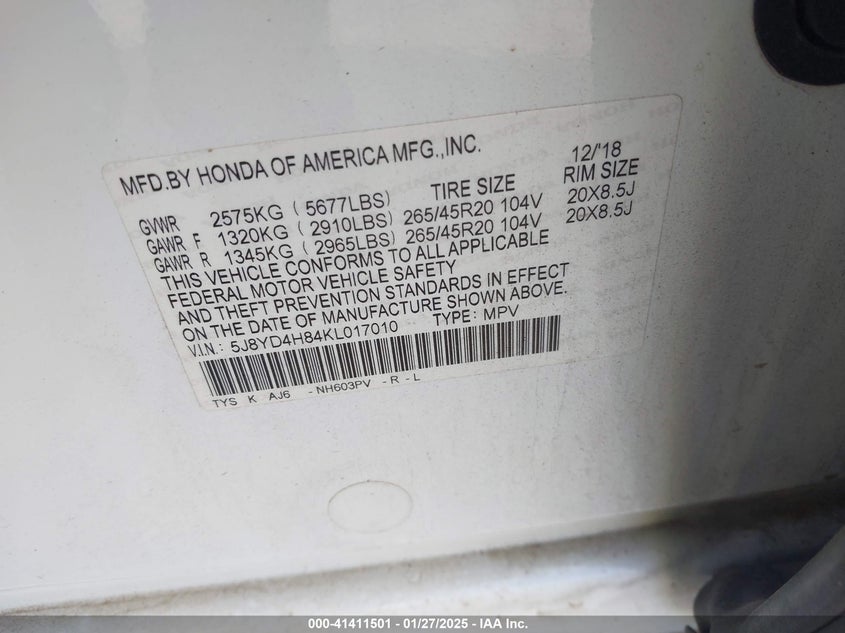 MFD.BY HONDA OF AMERICA MFG.,INC. 12/'18
TIRE SIZE RIM SIZE
GVWR 2575KG ( 5677LBS)
GAWR F 1320KG ( 2910LBS) 265/45R20 104V 20X8.5J
GAWR R 1345KG ( 2965LBS) 265/45R20 104V 20X8.5J
THIS VEHICLE CONFORMS TO ALL APPLICABLE
FEDERAL MOTOR VEHICLE SAFETY
AND THEFT PREVENTION STANDARDS IN EFFECT
ON THE DATE OF MANUFACTURE SHOWN ABOVE.
V.I.N.: 5J8YD4H84KL017010 TYPE: MPV
TYS K AJ6 -NH603PV -R-L
000-41411501 - 01/27/2025 - IAA Inc.